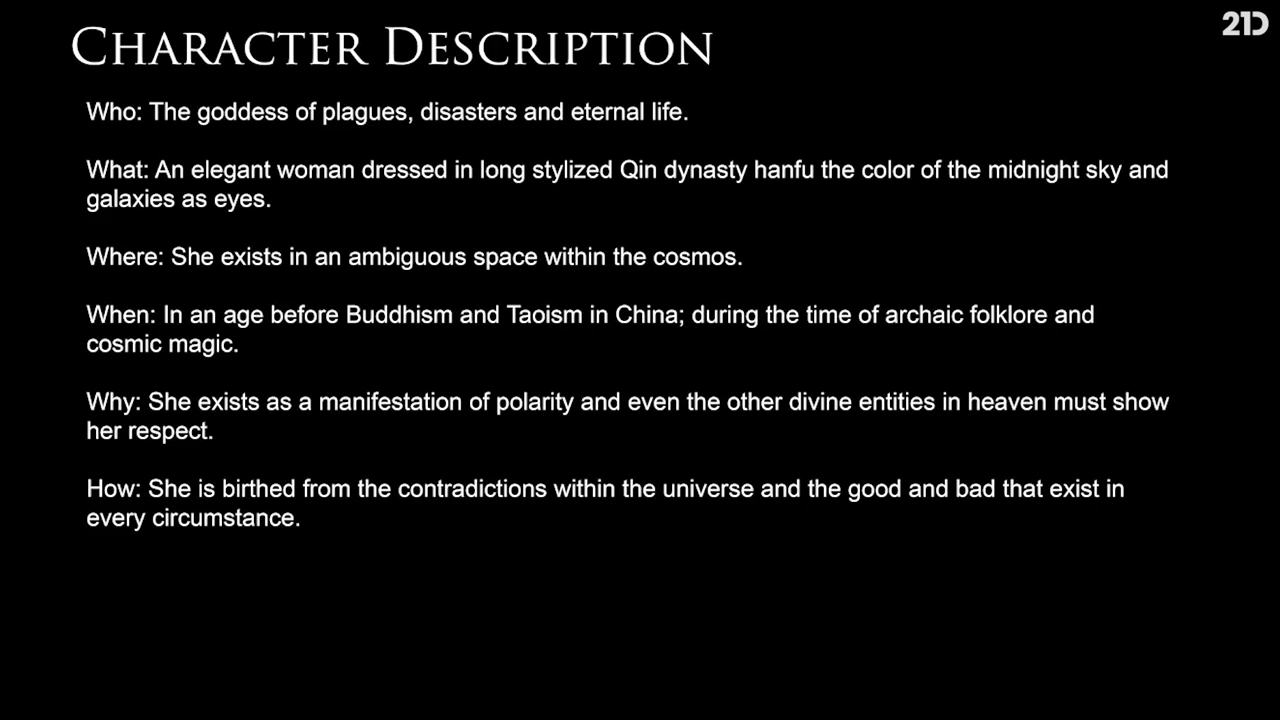 CHARACTER DESCRIPTION
21D
Who: The goddess of plagues, disasters and eternal life.
What: An elegant woman dressed in long stylized Qin dynasty hanfu the color of the midnight sky and
galaxies as eyes.
Where: She exists in an ambiguous space within the cosmos.
When: In an age before Buddhism and Taoism in China; during the time of archaic folklore and
cosmic magic.
Why: She exists as a manifestation of polarity and even the other divine entities in heaven must show
her respect.
How: She is birthed from the contradictions within the universe and the good and bad that exist in
every circumstance.